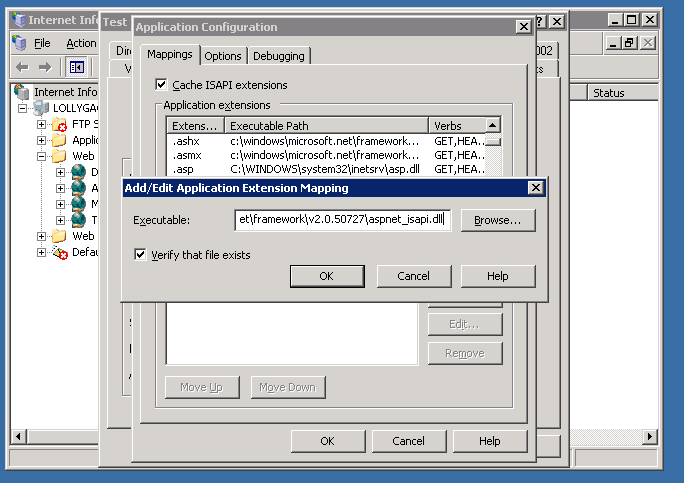 Internet Info
Test
Application Configuration
File Action
Mappings Options Debugging
Cache ISAPI extensions
Application extensions
Internet Info
Status
LOLLYGA
Extens... Executable Path Verbs
FTP S
.ashx c:\windows\microsoft.net\framework... GET,HEA..
Applic
.asmx c:\windows\microsoft.net\framework... GET,HEA..
Web
.asp C:\WINDOWS\system32\inetsrv\asp.dll GET,HEA..
Add/Edit Application Extension Mapping
Executable: et\framework\v2.0.50727\aspnet_isapi.dll Browse...
Web
Verify that file exists
Defau
OK Cancel Help
Edit...
Remove
Move Up Move Down
OK Cancel Help